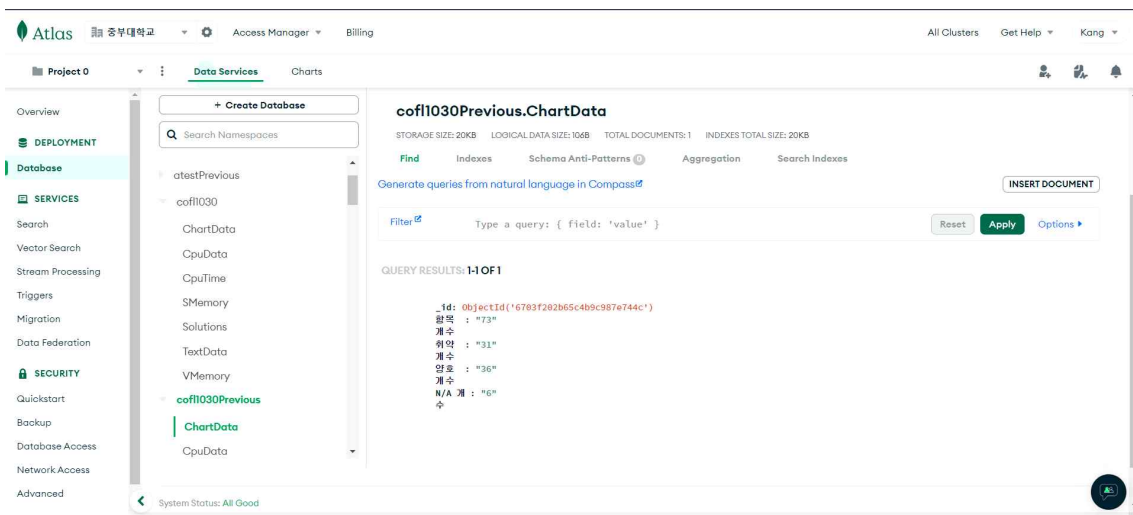 Atlas
중부대학교
Access Manager
Billing
All Clusters
Get Help
Kang
Project 0
Data Services
Charts
Overview
DEPLOYMENT
Database
SERVICES
Search
Vector Search
Stream Processing
Triggers
Migration
Data Federation
SECURITY
Quickstart
Backup
Database Access
Network Access
Advanced
+ Create Database
Search Namespaces
atestPrevious
cofl1030
ChartData
CpuData
CpuTime
SMemory
Solutions
TextData
VMemory
cofl1030Previous
ChartData
CpuData
cofl1030Previous.ChartData
STORAGE SIZE: 20KB LOGICAL DATA SIZE: 106B TOTAL DOCUMENTS: 1 INDEXES TOTAL SIZE: 20KB
Find Indexes Schema Anti-Patterns 0 Aggregation Search Indexes
Generate queries from natural language in Compass
INSERT DOCUMENT
Filter
Type a query: { field: 'value' }
Reset
Apply
Options
QUERY RESULTS: 1-1 OF 1
_id: ObjectId('6703f202b65c4b9c987e744c')
항목 : "73"
개수
취약 : "31"
개수
양호 : "36"
개수
N/A 개 : "6"
수
System Status: All Good